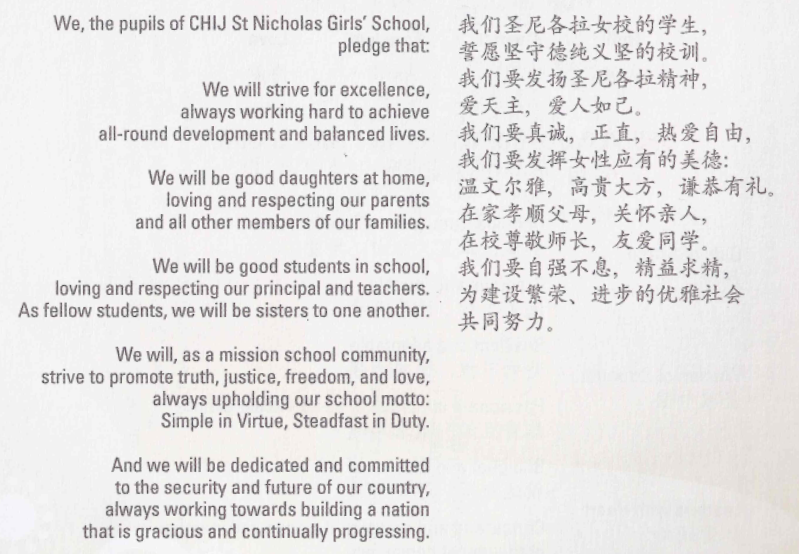 We, the pupils of CHIJ St Nicholas Girls' School,
pledge that:
We will strive for excellence,
always working hard to achieve
all-round development and balanced lives.
We will be good daughters at home,
loving and respecting our parents
and all other members of our families.
We will be good students in school,
loving and respecting our principal and teachers.
As fellow students, we will be sisters to one another.
We will, as a mission school community,
strive to promote truth, justice, freedom, and love,
always upholding our school motto:
Simple in Virtue, Steadfast in Duty.
And we will be dedicated and committed
to the security and future of our country,
always working towards building a nation
that is gracious and continually progressing.
我们圣尼各拉女校的学生，
誓愿坚守德纯义坚的校训。
我们要发扬圣尼各拉精神，
爱天主，爱人如己。
我们要真诚，正直，热爱自由，
我们要发挥女性应有的美德：
温文尔雅，高贵大方，谦恭有礼。
在家孝顺父母，关怀亲人，
在校尊敬师长，友爱同学。
我们要自强不息，精益求精，
为建设繁荣、进步的优雅社会
共同努力。